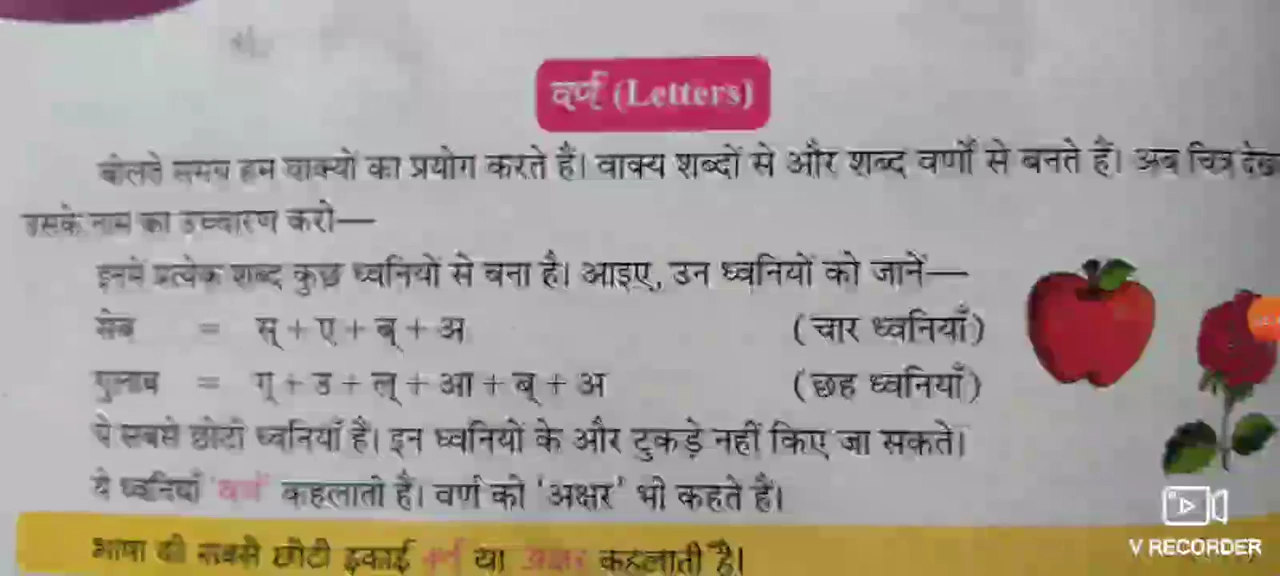 वर्ण (Letters)
बोलते समय हम वाक्यों का प्रयोग करते हैं। वाक्य शब्दों से और शब्द वर्णों से बनते हैं। अब चित्र देख
उसके नाम का उच्चारण करो—
इनमें प्रत्येक शब्द कुछ ध्वनियों से बना है। आइए, उन ध्वनियों को जानें—
सेब = स् + ए + ब् + अ (चार ध्वनियाँ)
गुलाब = ग् + उ + ल् + आ + ब् + अ (छह ध्वनियाँ)
ये सबसे छोटी ध्वनियाँ हैं। इन ध्वनियों के और टुकड़े नहीं किए जा सकते।
ये ध्वनियाँ 'वर्ण' कहलाती हैं। वर्ण को 'अक्षर' भी कहते हैं।
भाषा की सबसे छोटी इकाई वर्ण या अक्षर कहलाती है।
V RECORDER